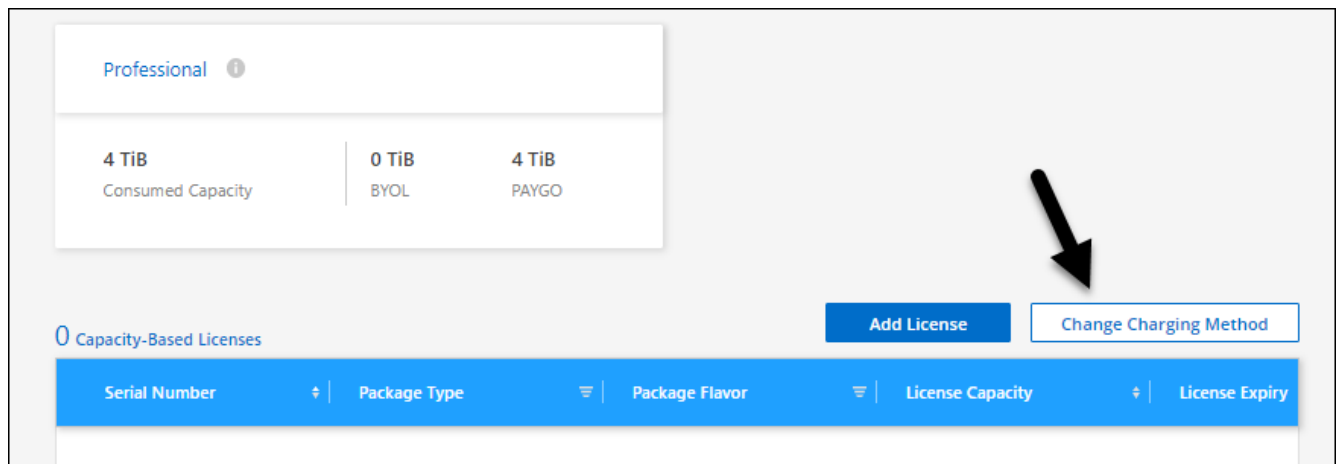 Professional
4 TiB 0 TiB 4 TiB
Consumed Capacity BYOL PAYGO
Add License Change Charging Method
0 Capacity-Based Licenses
Serial Number Package Type Package Flavor License Capacity License Expiry